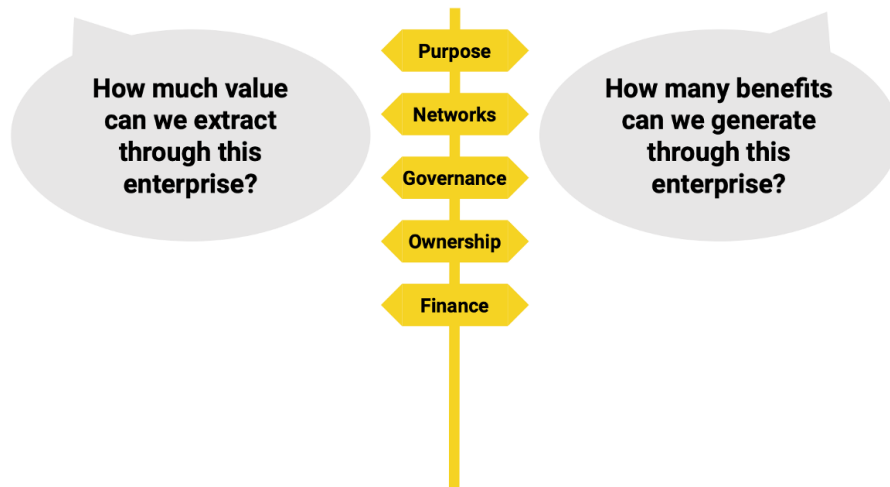 How much value
can we extract
through this
enterprise?
Purpose
Networks
Governance
Ownership
Finance
How many benefits
can we generate
through this
enterprise?